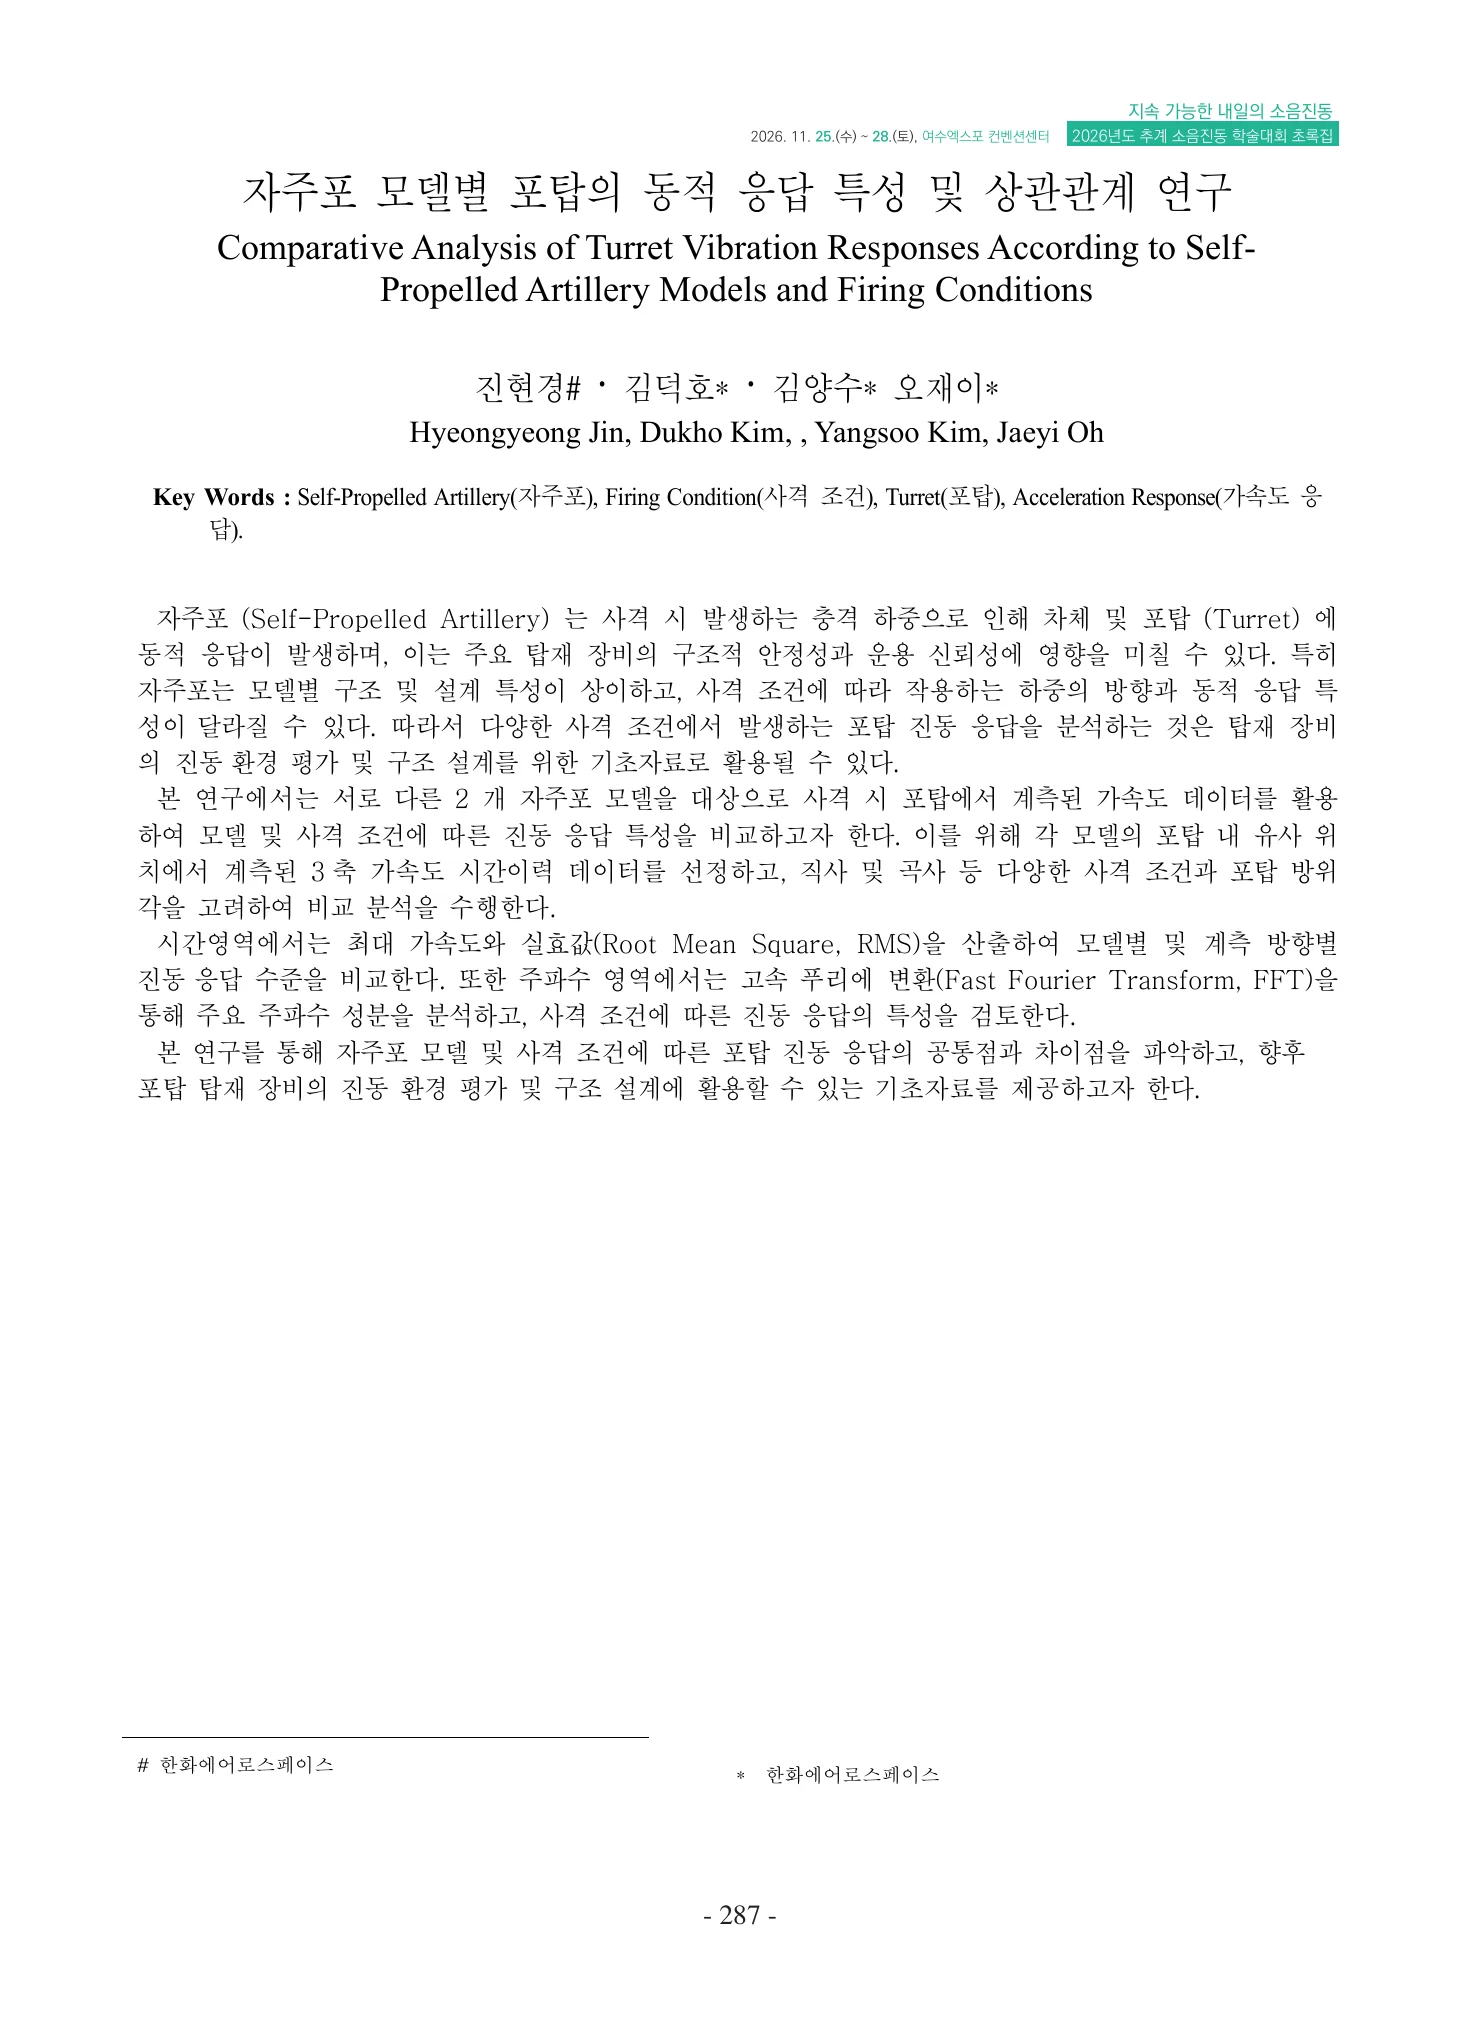 지속 가능한 내일의 소음진동
2026. 11. 25.(수) ~ 28.(토), 여수엑스포 컨벤션센터 2026년도 추계 소음진동 학술대회 초록집
자주포 모델별 포탑의 동적 응답 특성 및 상관관계 연구
Comparative Analysis of Turret Vibration Responses According to Self-
Propelled Artillery Models and Firing Conditions
진현경# · 김덕호* · 김양수* 오재이*
Hyeongyeong Jin, Dukho Kim, , Yangsoo Kim, Jaeyi Oh
Key Words : Self-Propelled Artillery(자주포), Firing Condition(사격 조건), Turret(포탑), Acceleration Response(가속도 응
답).
자주포 (Self-Propelled Artillery) 는 사격 시 발생하는 충격 하중으로 인해 차체 및 포탑 (Turret) 에
동적 응답이 발생하며, 이는 주요 탑재 장비의 구조적 안정성과 운용 신뢰성에 영향을 미칠 수 있다. 특히
자주포는 모델별 구조 및 설계 특성이 상이하고, 사격 조건에 따라 작용하는 하중의 방향과 동적 응답 특
성이 달라질 수 있다. 따라서 다양한 사격 조건에서 발생하는 포탑 진동 응답을 분석하는 것은 탑재 장비
의 진동 환경 평가 및 구조 설계를 위한 기초자료로 활용될 수 있다.
본 연구에서는 서로 다른 2 개 자주포 모델을 대상으로 사격 시 포탑에서 계측된 가속도 데이터를 활용
하여 모델 및 사격 조건에 따른 진동 응답 특성을 비교하고자 한다. 이를 위해 각 모델의 포탑 내 유사 위
치에서 계측된 3 축 가속도 시간이력 데이터를 선정하고, 직사 및 곡사 등 다양한 사격 조건과 포탑 방위
각을 고려하여 비교 분석을 수행한다.
시간영역에서는 최대 가속도와 실효값(Root Mean Square, RMS)을 산출하여 모델별 및 계측 방향별
진동 응답 수준을 비교한다. 또한 주파수 영역에서는 고속 푸리에 변환(Fast Fourier Transform, FFT)을
통해 주요 주파수 성분을 분석하고, 사격 조건에 따른 진동 응답의 특성을 검토한다.
본 연구를 통해 자주포 모델 및 사격 조건에 따른 포탑 진동 응답의 공통점과 차이점을 파악하고, 향후
포탑 탑재 장비의 진동 환경 평가 및 구조 설계에 활용할 수 있는 기초자료를 제공하고자 한다.
# 한화에어로스페이스
* 한화에어로스페이스
- 287 -